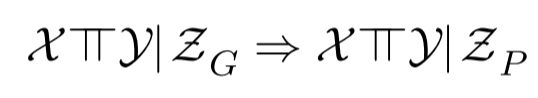 𝒳 ⫪ 𝒴 | 𝒵_G ⇒ 𝒳 ⫪ 𝒴 | 𝒵_P